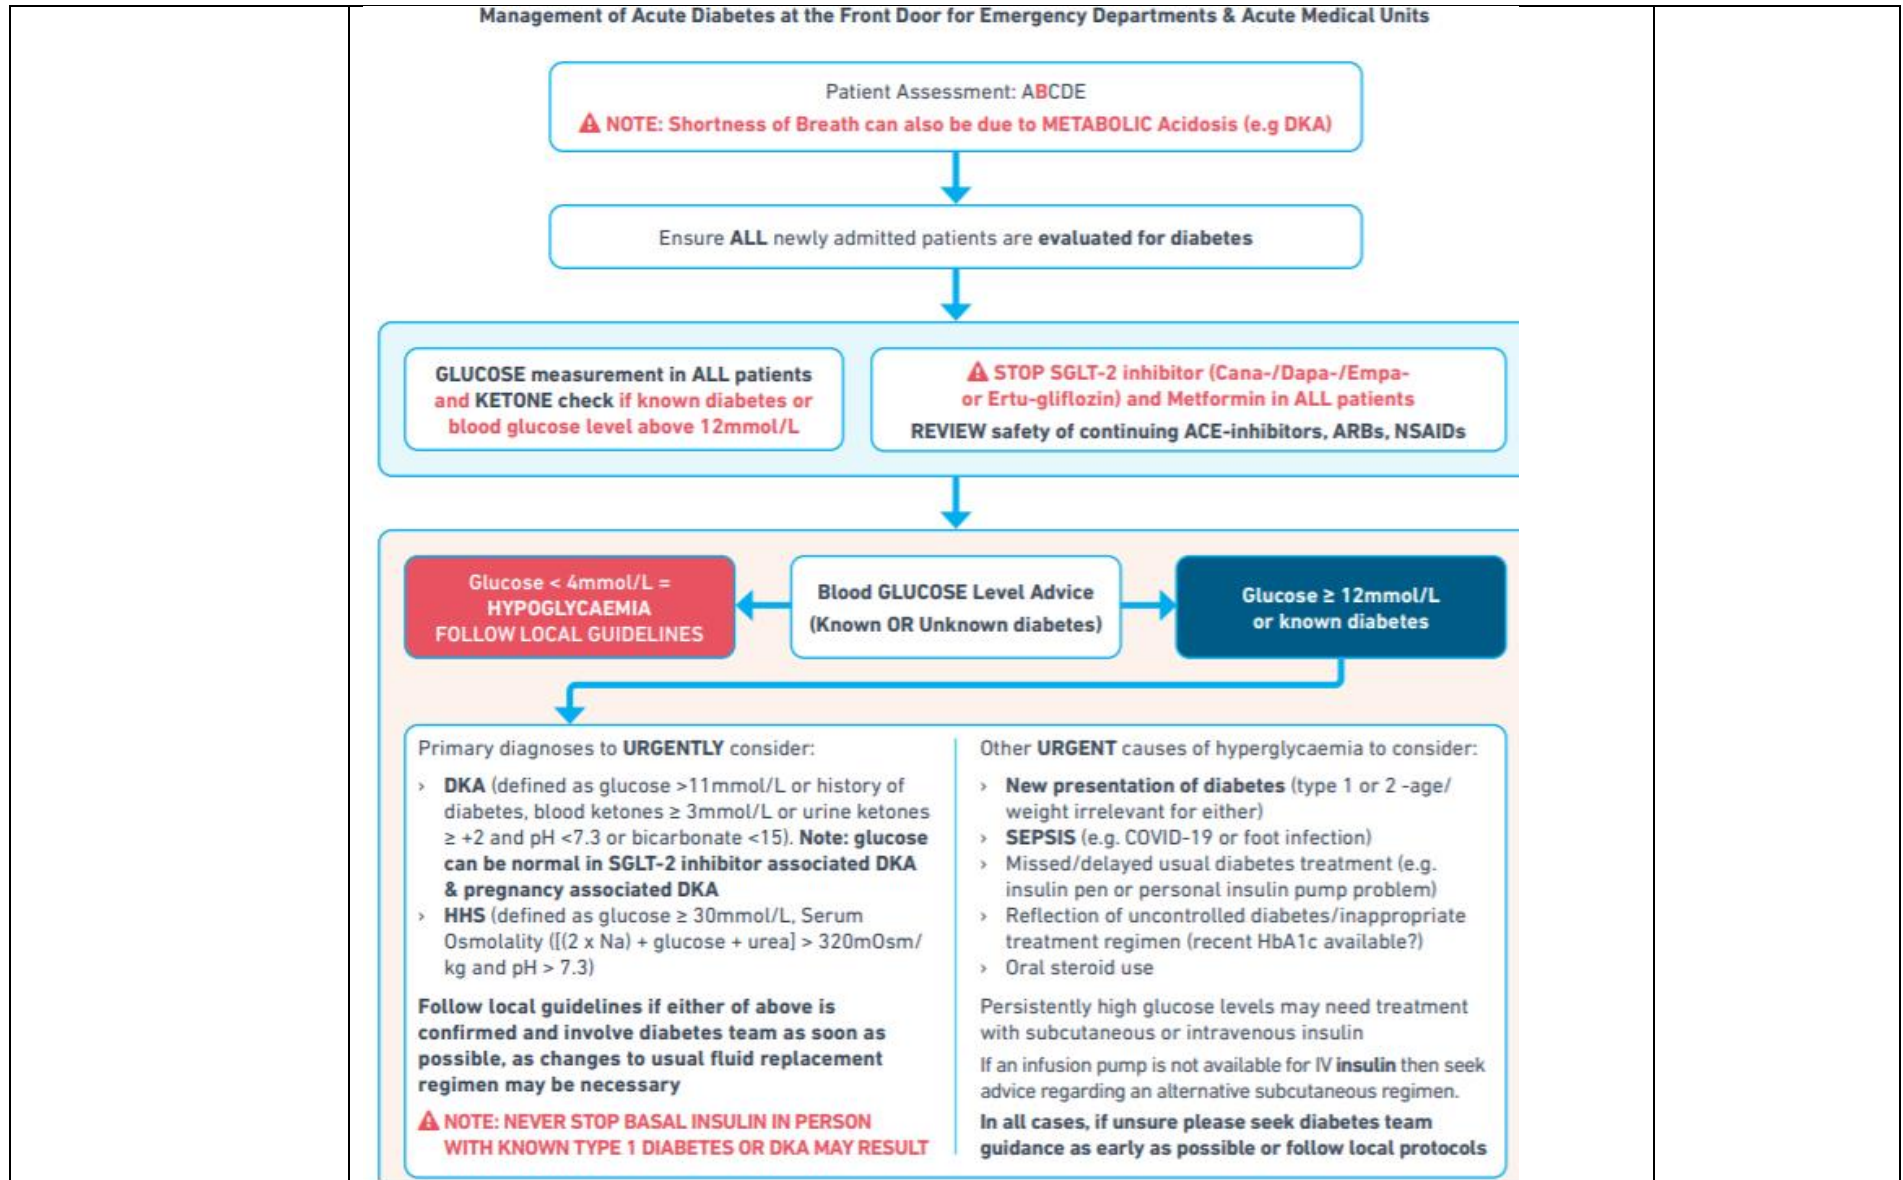 Management of Acute Diabetes at the Front Door for Emergency Departments & Acute Medical Units
Patient Assessment: ABCDE
NOTE: Shortness of Breath can also be due to METABOLIC Acidosis (e.g DKA)
Ensure ALL newly admitted patients are evaluated for diabetes
GLUCOSE measurement in ALL patients
and KETONE check if known diabetes or
blood glucose level above 12mmol/L
STOP SGLT-2 inhibitor (Cana-/Dapa-/Empa-
or Ertu-gliflozin) and Metformin in ALL patients
REVIEW safety of continuing ACE-inhibitors, ARBs, NSAIDs
Glucose < 4mmol/L =
HYPOGLYCAEMIA
FOLLOW LOCAL GUIDELINES
Blood GLUCOSE Level Advice
(Known OR Unknown diabetes)
Glucose ≥ 12mmol/L
or known diabetes
Primary diagnoses to URGENTLY consider:
› DKA (defined as glucose >11mmol/L or history of
diabetes, blood ketones ≥ 3mmol/L or urine ketones
≥ +2 and pH <7.3 or bicarbonate <15). Note: glucose
can be normal in SGLT-2 inhibitor associated DKA
& pregnancy associated DKA
› HHS (defined as glucose ≥ 30mmol/L, Serum
Osmolality ([(2 x Na) + glucose + urea] > 320mOsm/
kg and pH > 7.3)
Follow local guidelines if either of above is
confirmed and involve diabetes team as soon as
possible, as changes to usual fluid replacement
regimen may be necessary
NOTE: NEVER STOP BASAL INSULIN IN PERSON
WITH KNOWN TYPE 1 DIABETES OR DKA MAY RESULT
Other URGENT causes of hyperglycaemia to consider:
› New presentation of diabetes (type 1 or 2 -age/
weight irrelevant for either)
› SEPSIS (e.g. COVID-19 or foot infection)
› Missed/delayed usual diabetes treatment (e.g.
insulin pen or personal insulin pump problem)
› Reflection of uncontrolled diabetes/inappropriate
treatment regimen (recent HbA1c available?)
› Oral steroid use
Persistently high glucose levels may need treatment
with subcutaneous or intravenous insulin
If an infusion pump is not available for IV insulin then seek
advice regarding an alternative subcutaneous regimen.
In all cases, if unsure please seek diabetes team
guidance as early as possible or follow local protocols